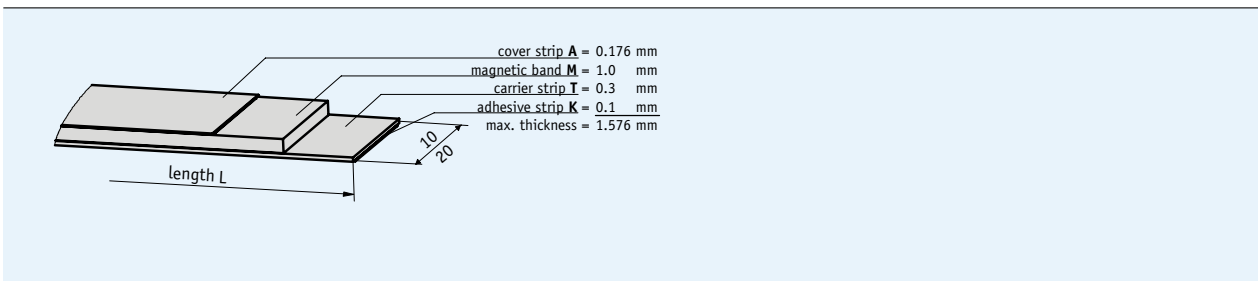 cover strip A = 0.176 mm
magnetic band M = 1.0 mm
carrier strip T = 0.3 mm
adhesive strip K = 0.1 mm
max. thickness = 1.576 mm
10
20
length L